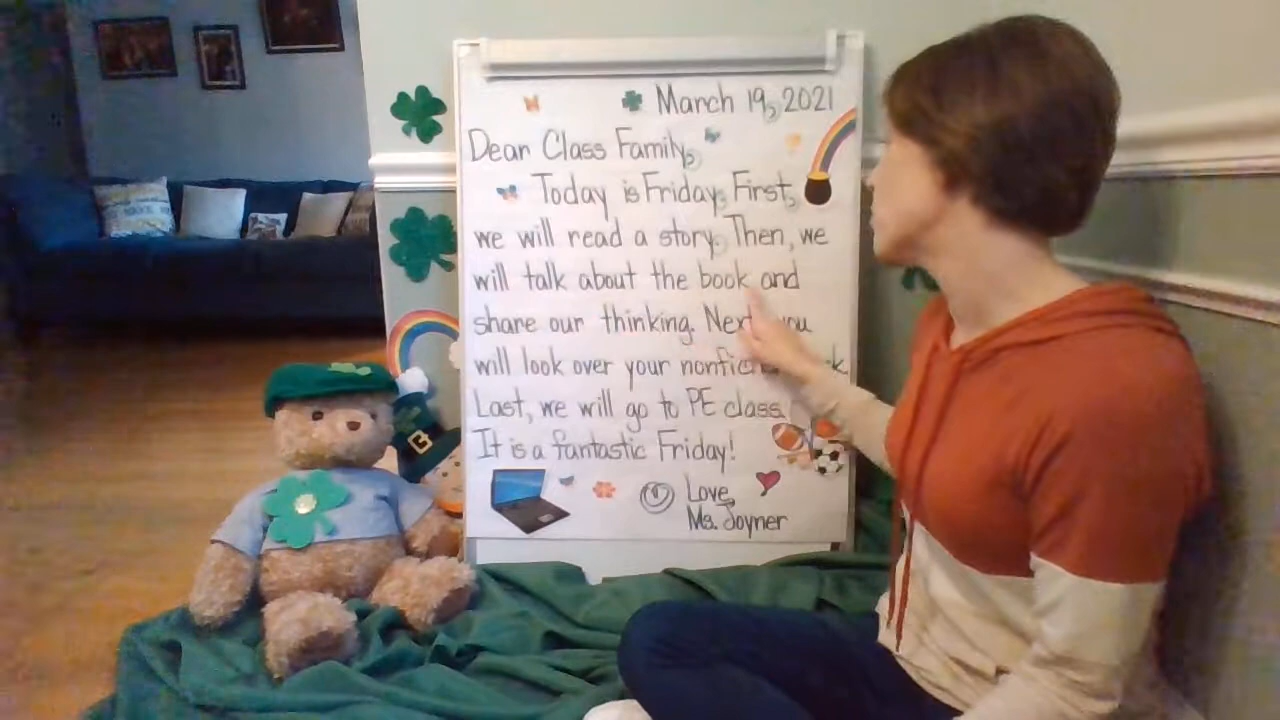 March 19, 2021
Dear Class Family,
Today is Friday. First,
we will read a story. Then, we
will talk about the book and
share our thinking. Next you
will look over your
Last, we will go to PE class.
It is a fantastic Friday!
Love,
Ms. Joyner